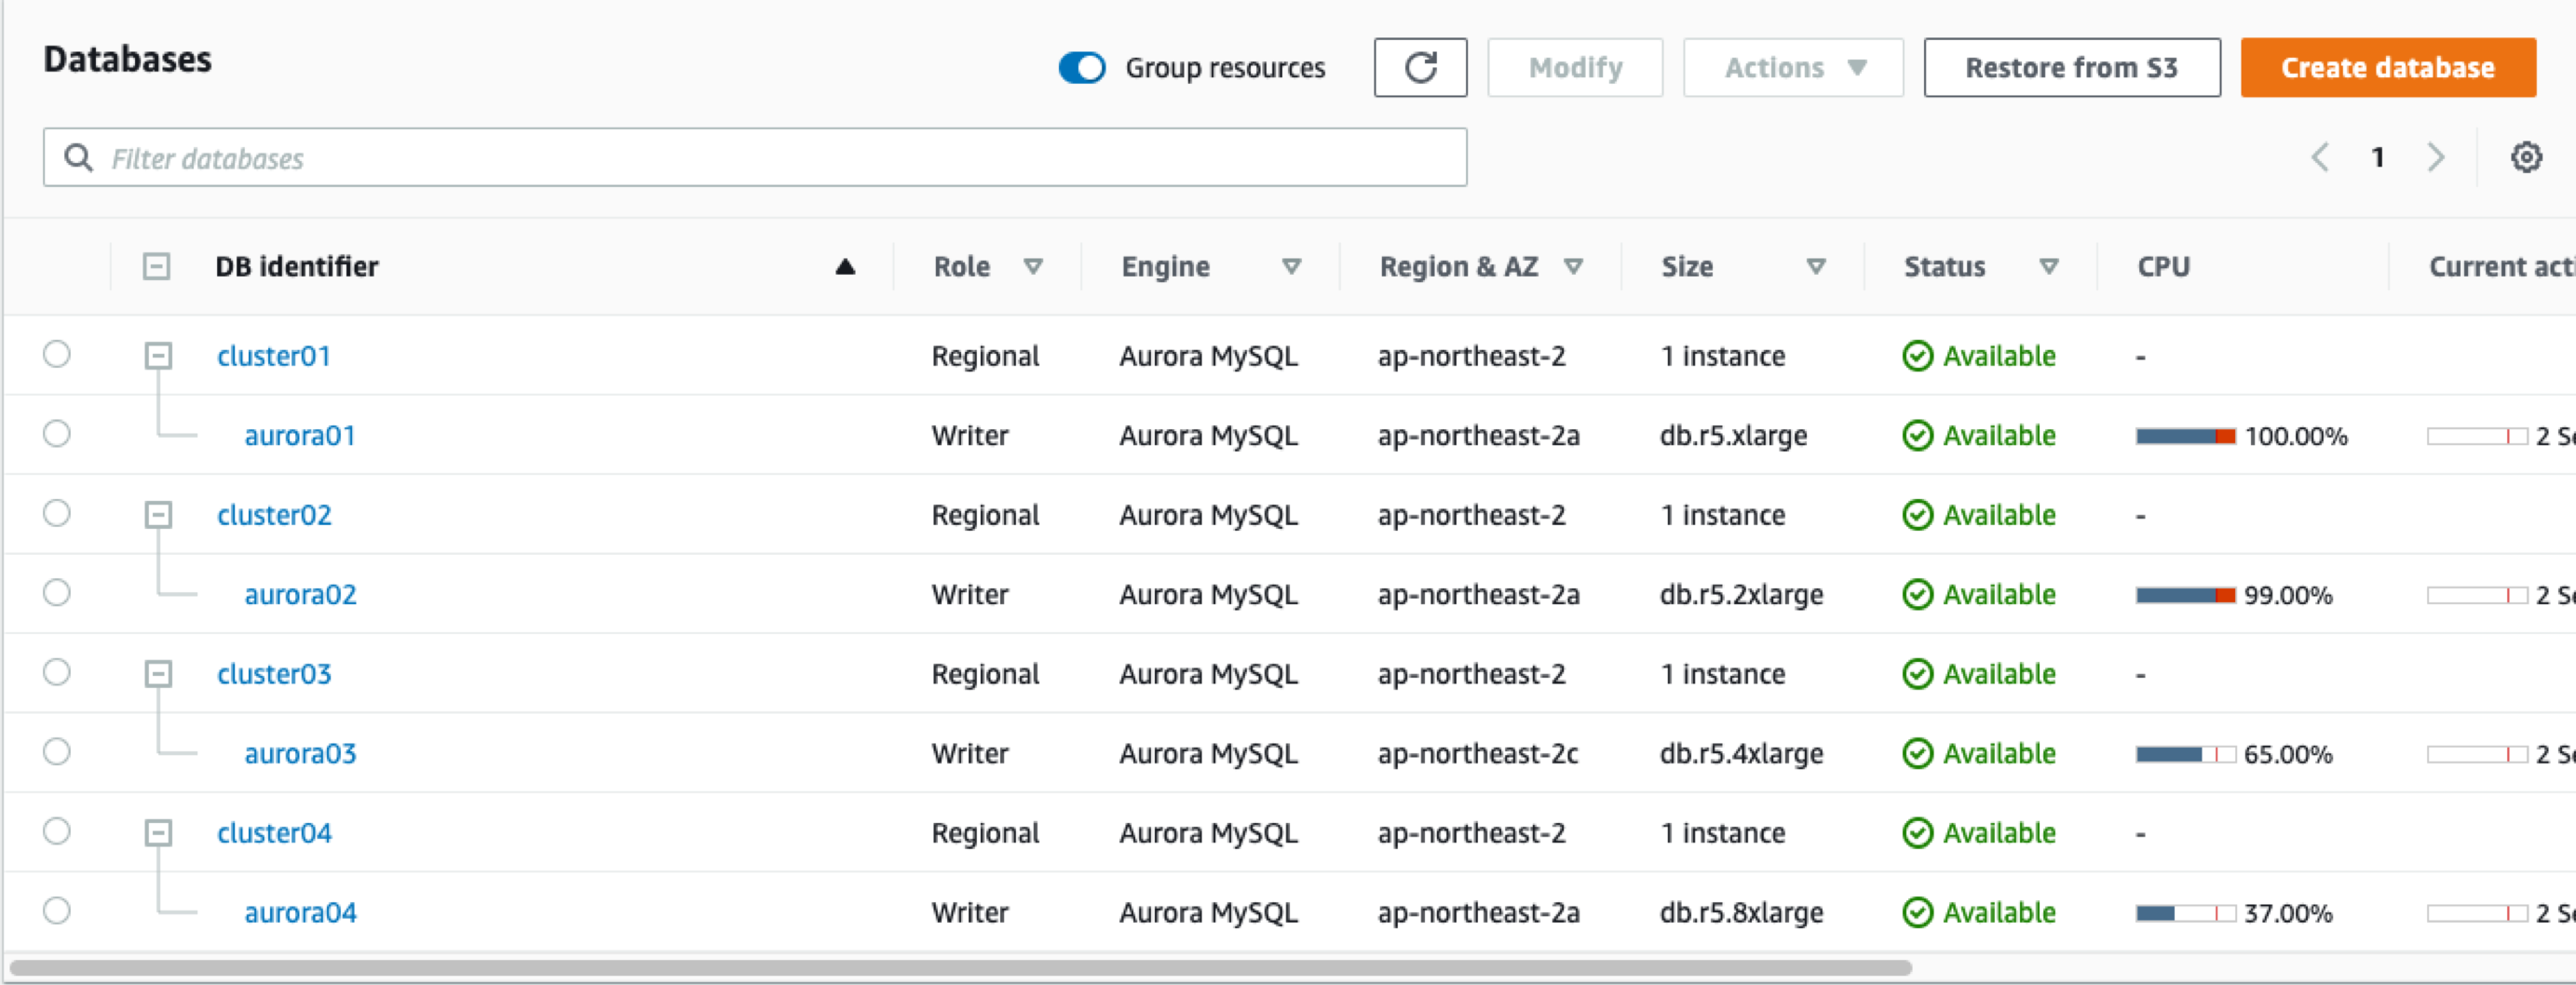 Databases
Group resources Modify Actions Restore from S3 Create database
Filter databases 1
DB identifier Role Engine Region & AZ Size Status CPU Current acti
cluster01 Regional Aurora MySQL ap-northeast-2 1 instance Available -
aurora01 Writer Aurora MySQL ap-northeast-2a db.r5.xlarge Available 100.00% 2 Se
cluster02 Regional Aurora MySQL ap-northeast-2 1 instance Available -
aurora02 Writer Aurora MySQL ap-northeast-2a db.r5.2xlarge Available 99.00% 2 Se
cluster03 Regional Aurora MySQL ap-northeast-2 1 instance Available -
aurora03 Writer Aurora MySQL ap-northeast-2c db.r5.4xlarge Available 65.00% 2 Se
cluster04 Regional Aurora MySQL ap-northeast-2 1 instance Available -
aurora04 Writer Aurora MySQL ap-northeast-2a db.r5.8xlarge Available 37.00% 2 Se